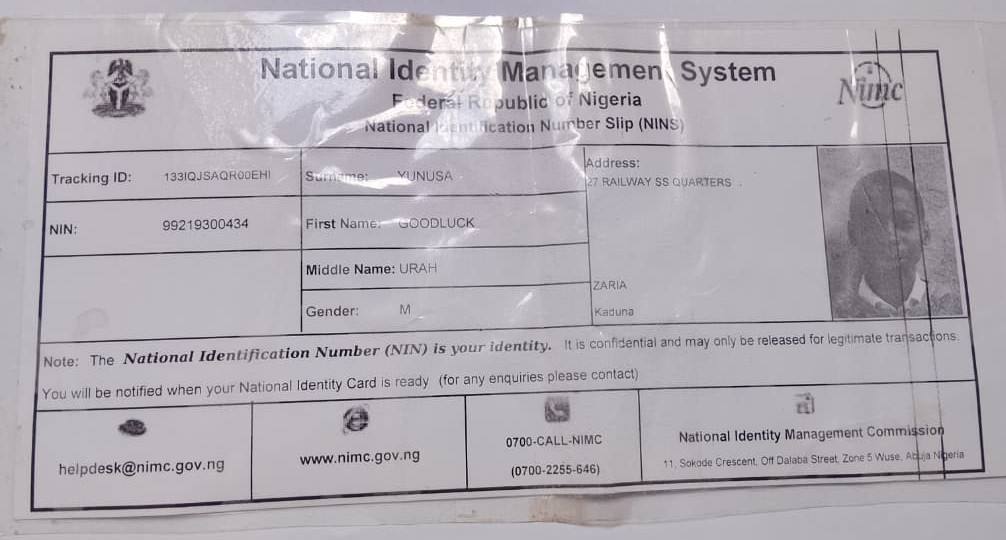 National Identity Management System
Federal Republic of Nigeria
National Identification Number Slip (NINS)
Nimc
Tracking ID: 133IQJSAQR00EHI
Surname: YUNUSA
Address:
27 RAILWAY SS QUARTERS
NIN: 99219300434
First Name: GOODLUCK
Middle Name: URAH
ZARIA
Gender: M
Kaduna
Note: The National Identification Number (NIN) is your identity. It is confidential and may only be released for legitimate transactions.
You will be notified when your National Identity Card is ready (for any enquiries please contact)
helpdesk@nimc.gov.ng
www.nimc.gov.ng
0700-CALL-NIMC
(0700-2255-646)
National Identity Management Commission
11, Sokode Crescent, Off Dalaba Street, Zone 5 Wuse, Abuja Nigeria